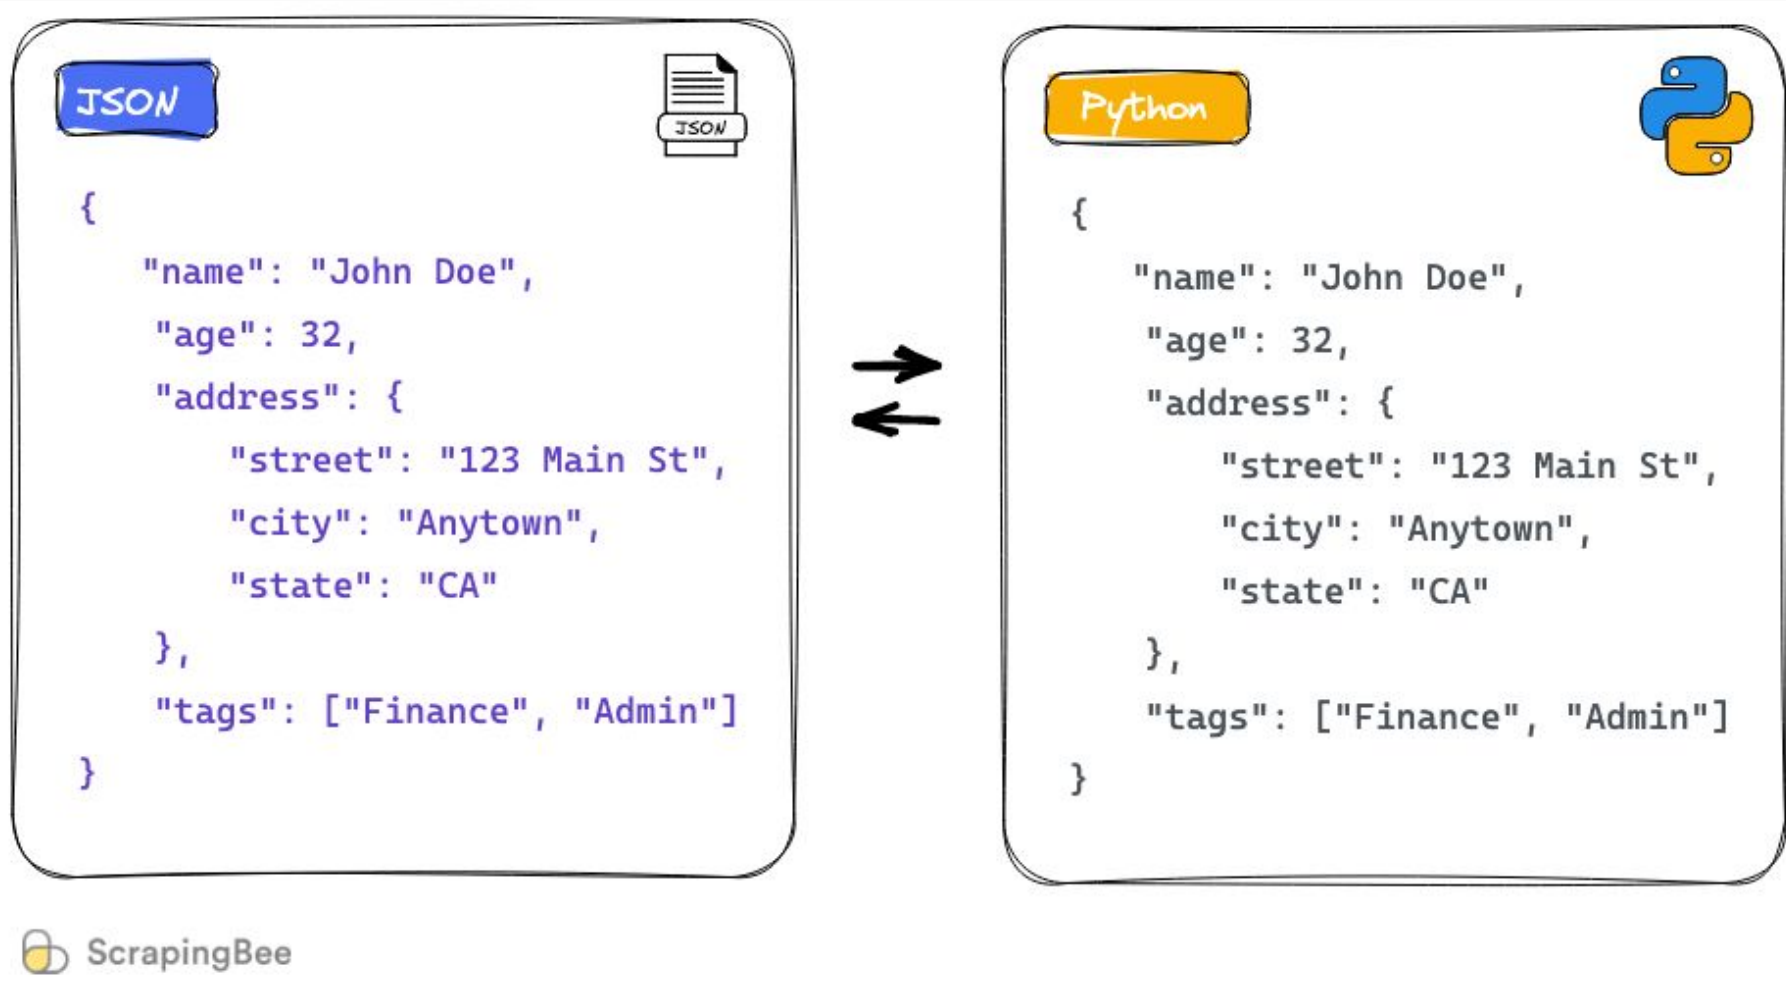 JSON
JSON
{
"name": "John Doe",
"age": 32,
"address": {
"street": "123 Main St",
"city": "Anytown",
"state": "CA"
},
"tags": ["Finance", "Admin"]
}
Python
{
"name": "John Doe",
"age": 32,
"address": {
"street": "123 Main St",
"city": "Anytown",
"state": "CA"
},
"tags": ["Finance", "Admin"]
}
ScrapingBee